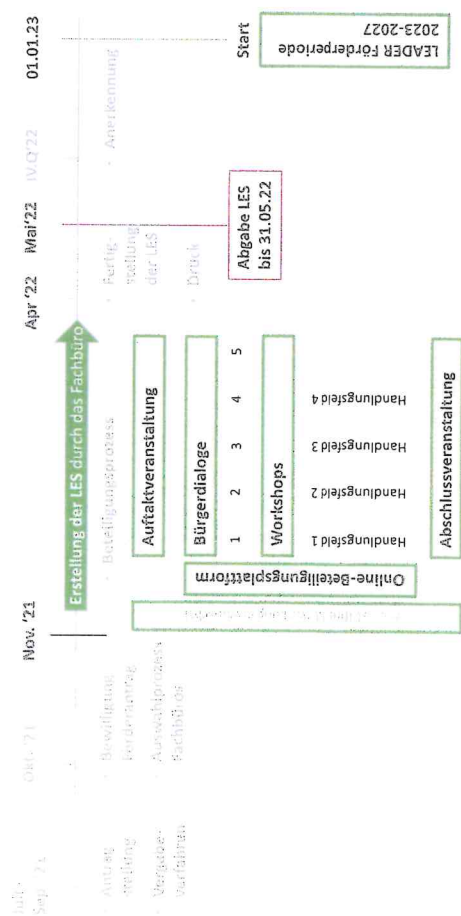 Juli -
Sep. '21
Okt. '21
Nov. '21
Apr '22
Mai'22
IV.Q'22
01.01.23
Erstellung der LES durch das Fachbüro
· Antrag-
stellung
· Vergabe-
verfahren
· Bewilligung
Förderantrag
· Auswahlprozess
Fachbüros
· Beteiligungsprozess
Auftaktveranstaltung
Bürgerdialoge
1 2 3 4 5
Workshops
Handlungsfeld 1
Handlungsfeld 2
Handlungsfeld 3
Handlungsfeld 4
Abschlussveranstaltung
Online-Beteiligungsplattform
· Fertig-
stellung
der LES
· Druck
Abgabe LES
bis 31.05.22
· Anerkennung
Start
LEADER Förderperiode
2023-2027